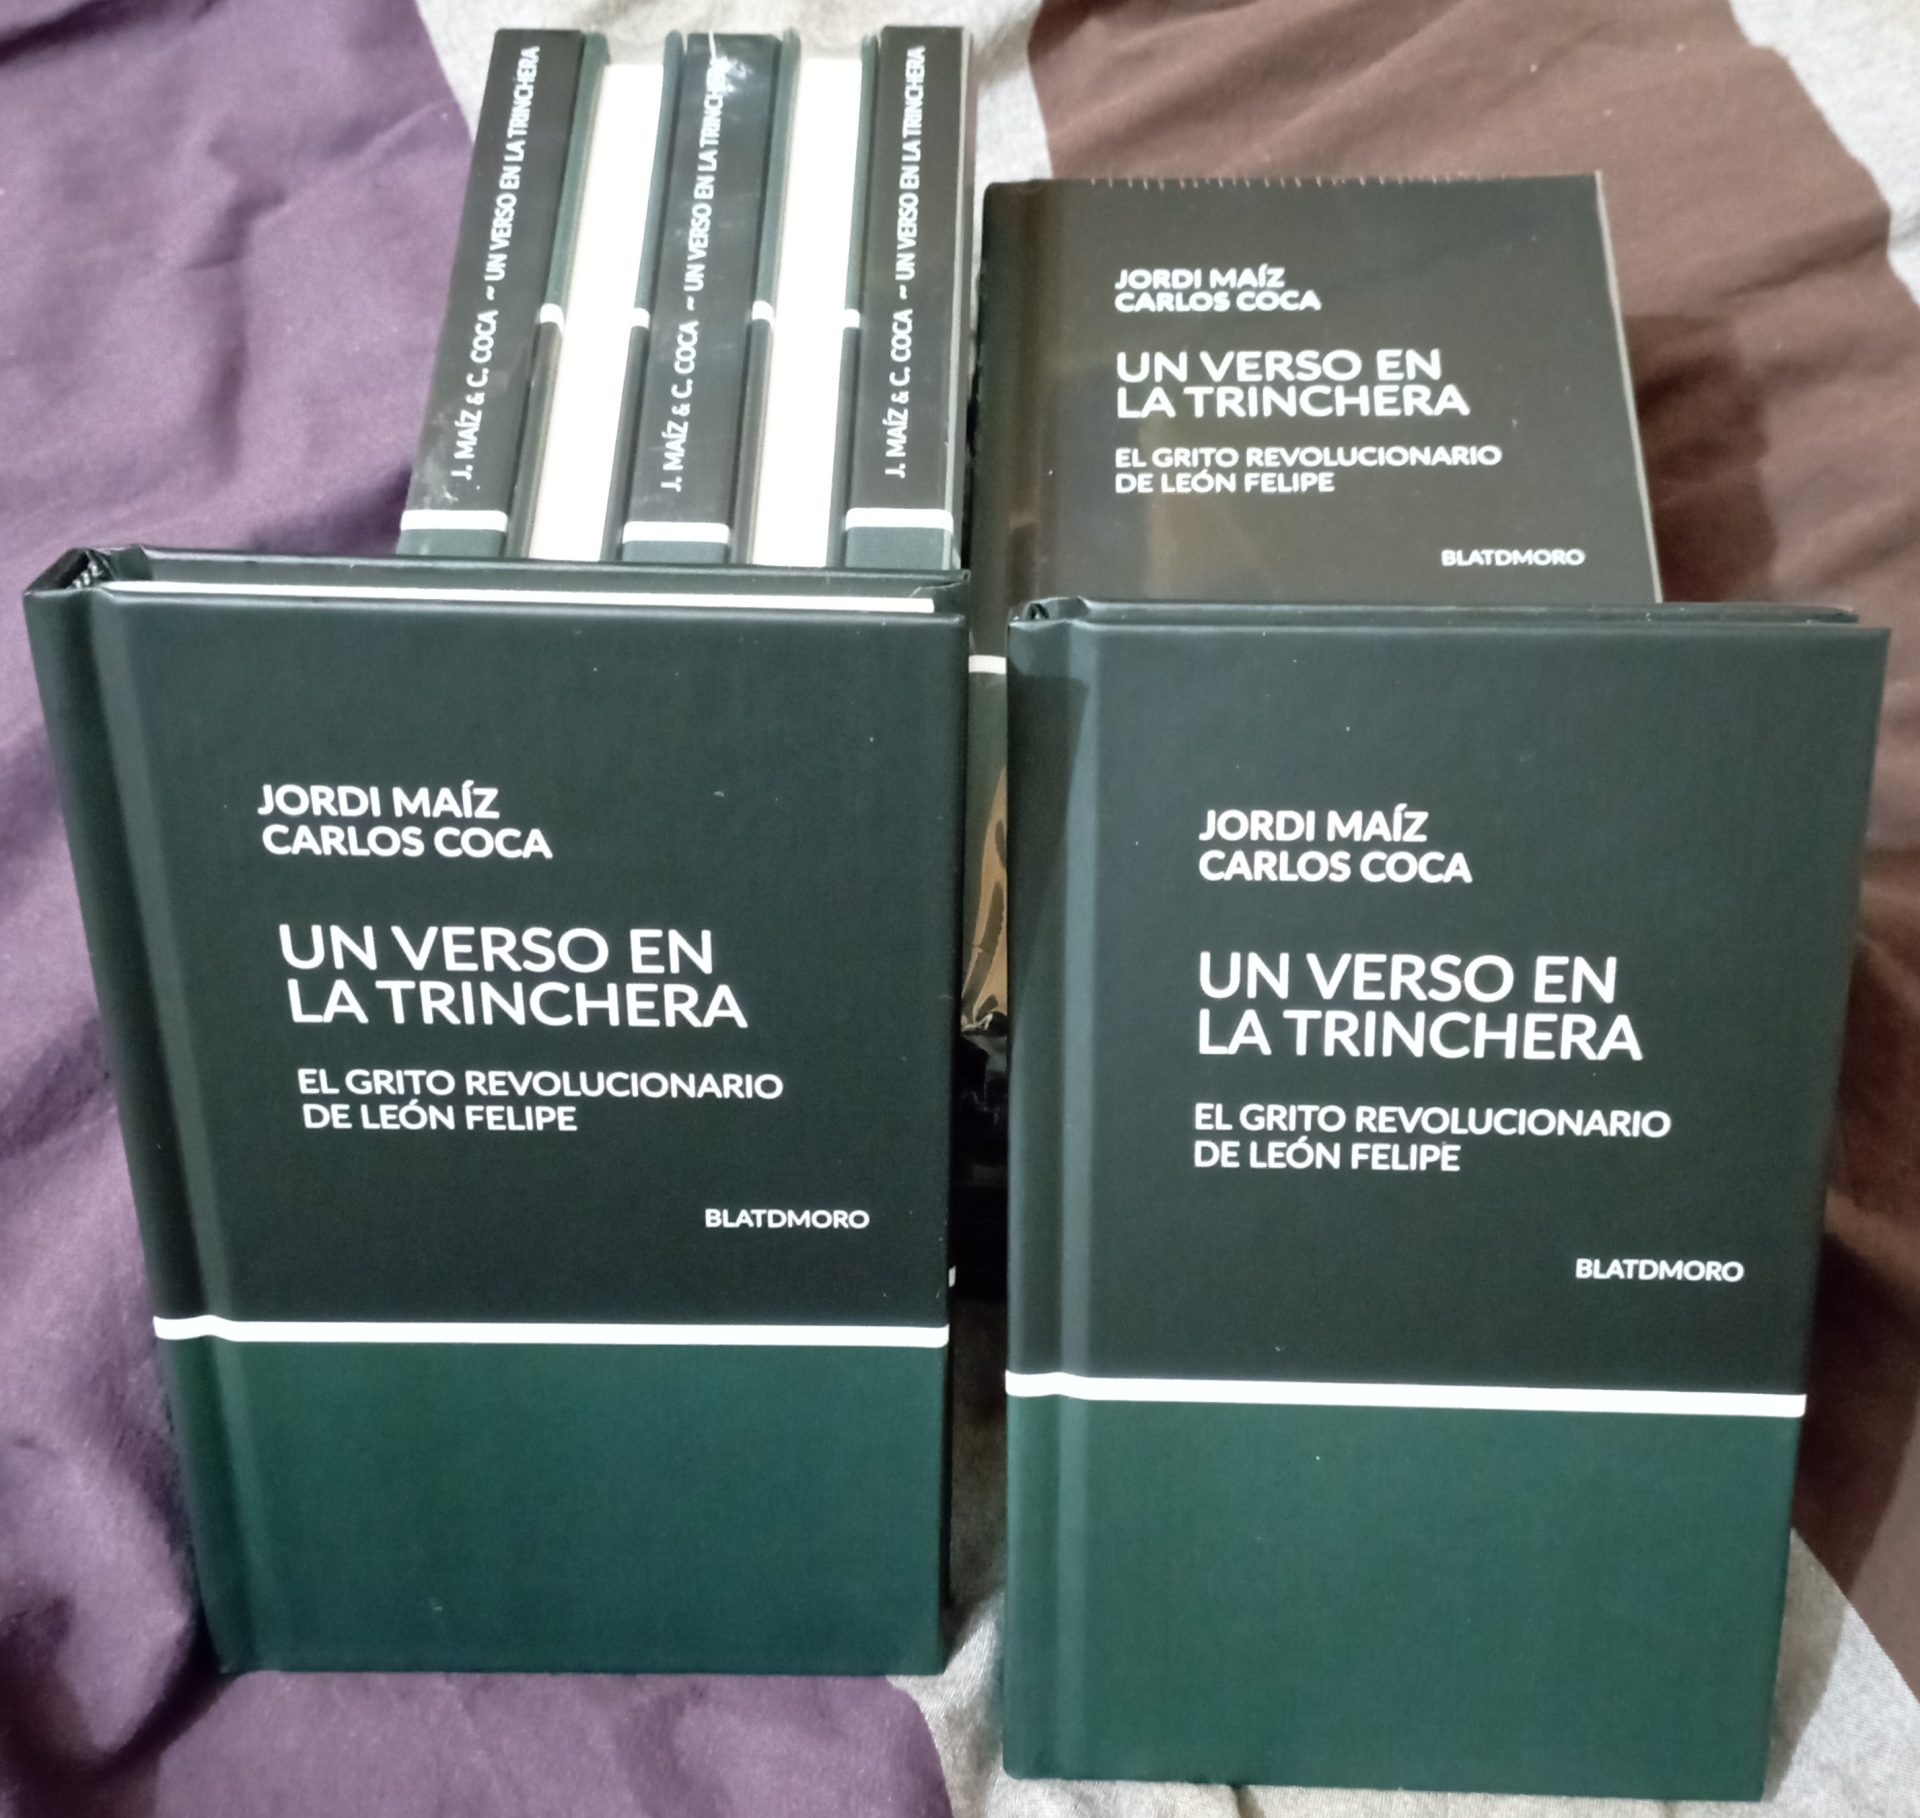 J. MAÍZ & C. COCA ~ UN VERSO EN LA TRINCHERA
J. MAÍZ & C. COCA ~ UN VERSO EN LA TRINCHERA
J. MAÍZ & C. COCA ~ UN VERSO EN LA TRINCHERA
JORDI MAÍZ
CARLOS COCA
UN VERSO EN
LA TRINCHERA
EL GRITO REVOLUCIONARIO
DE LEÓN FELIPE
BLATDMORO
JORDI MAÍZ
CARLOS COCA
UN VERSO EN
LA TRINCHERA
EL GRITO REVOLUCIONARIO
DE LEÓN FELIPE
BLATDMORO
JORDI MAÍZ
CARLOS COCA
UN VERSO EN
LA TRINCHERA
EL GRITO REVOLUCIONARIO
DE LEÓN FELIPE
BLATDMORO